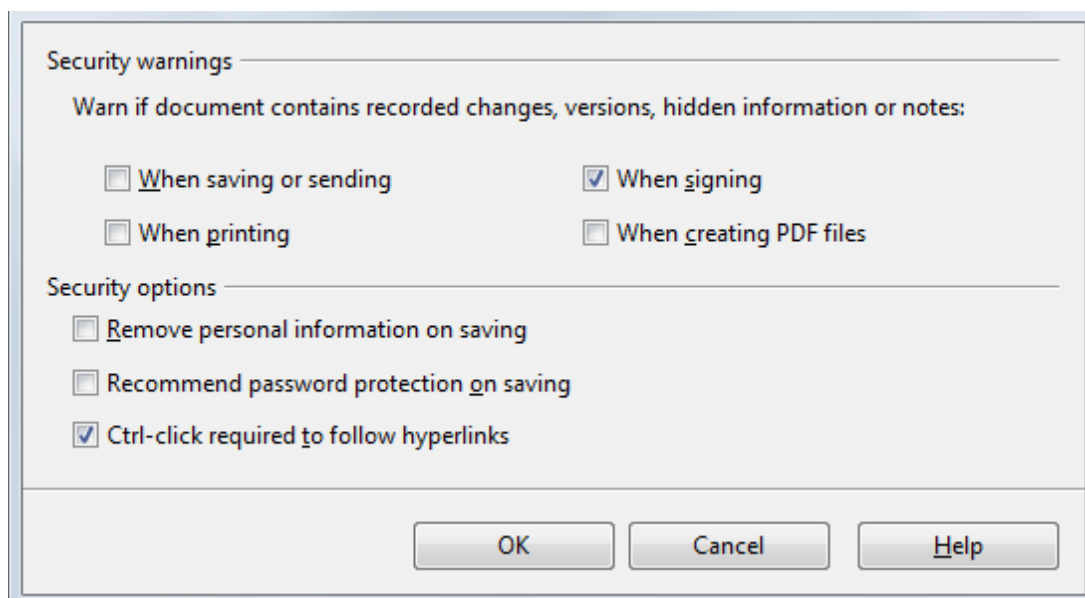 Security warnings
Warn if document contains recorded changes, versions, hidden information or notes:
When saving or sending
When signing
When printing
When creating PDF files
Security options
Remove personal information on saving
Recommend password protection on saving
Ctrl-click required to follow hyperlinks
OK
Cancel
Help